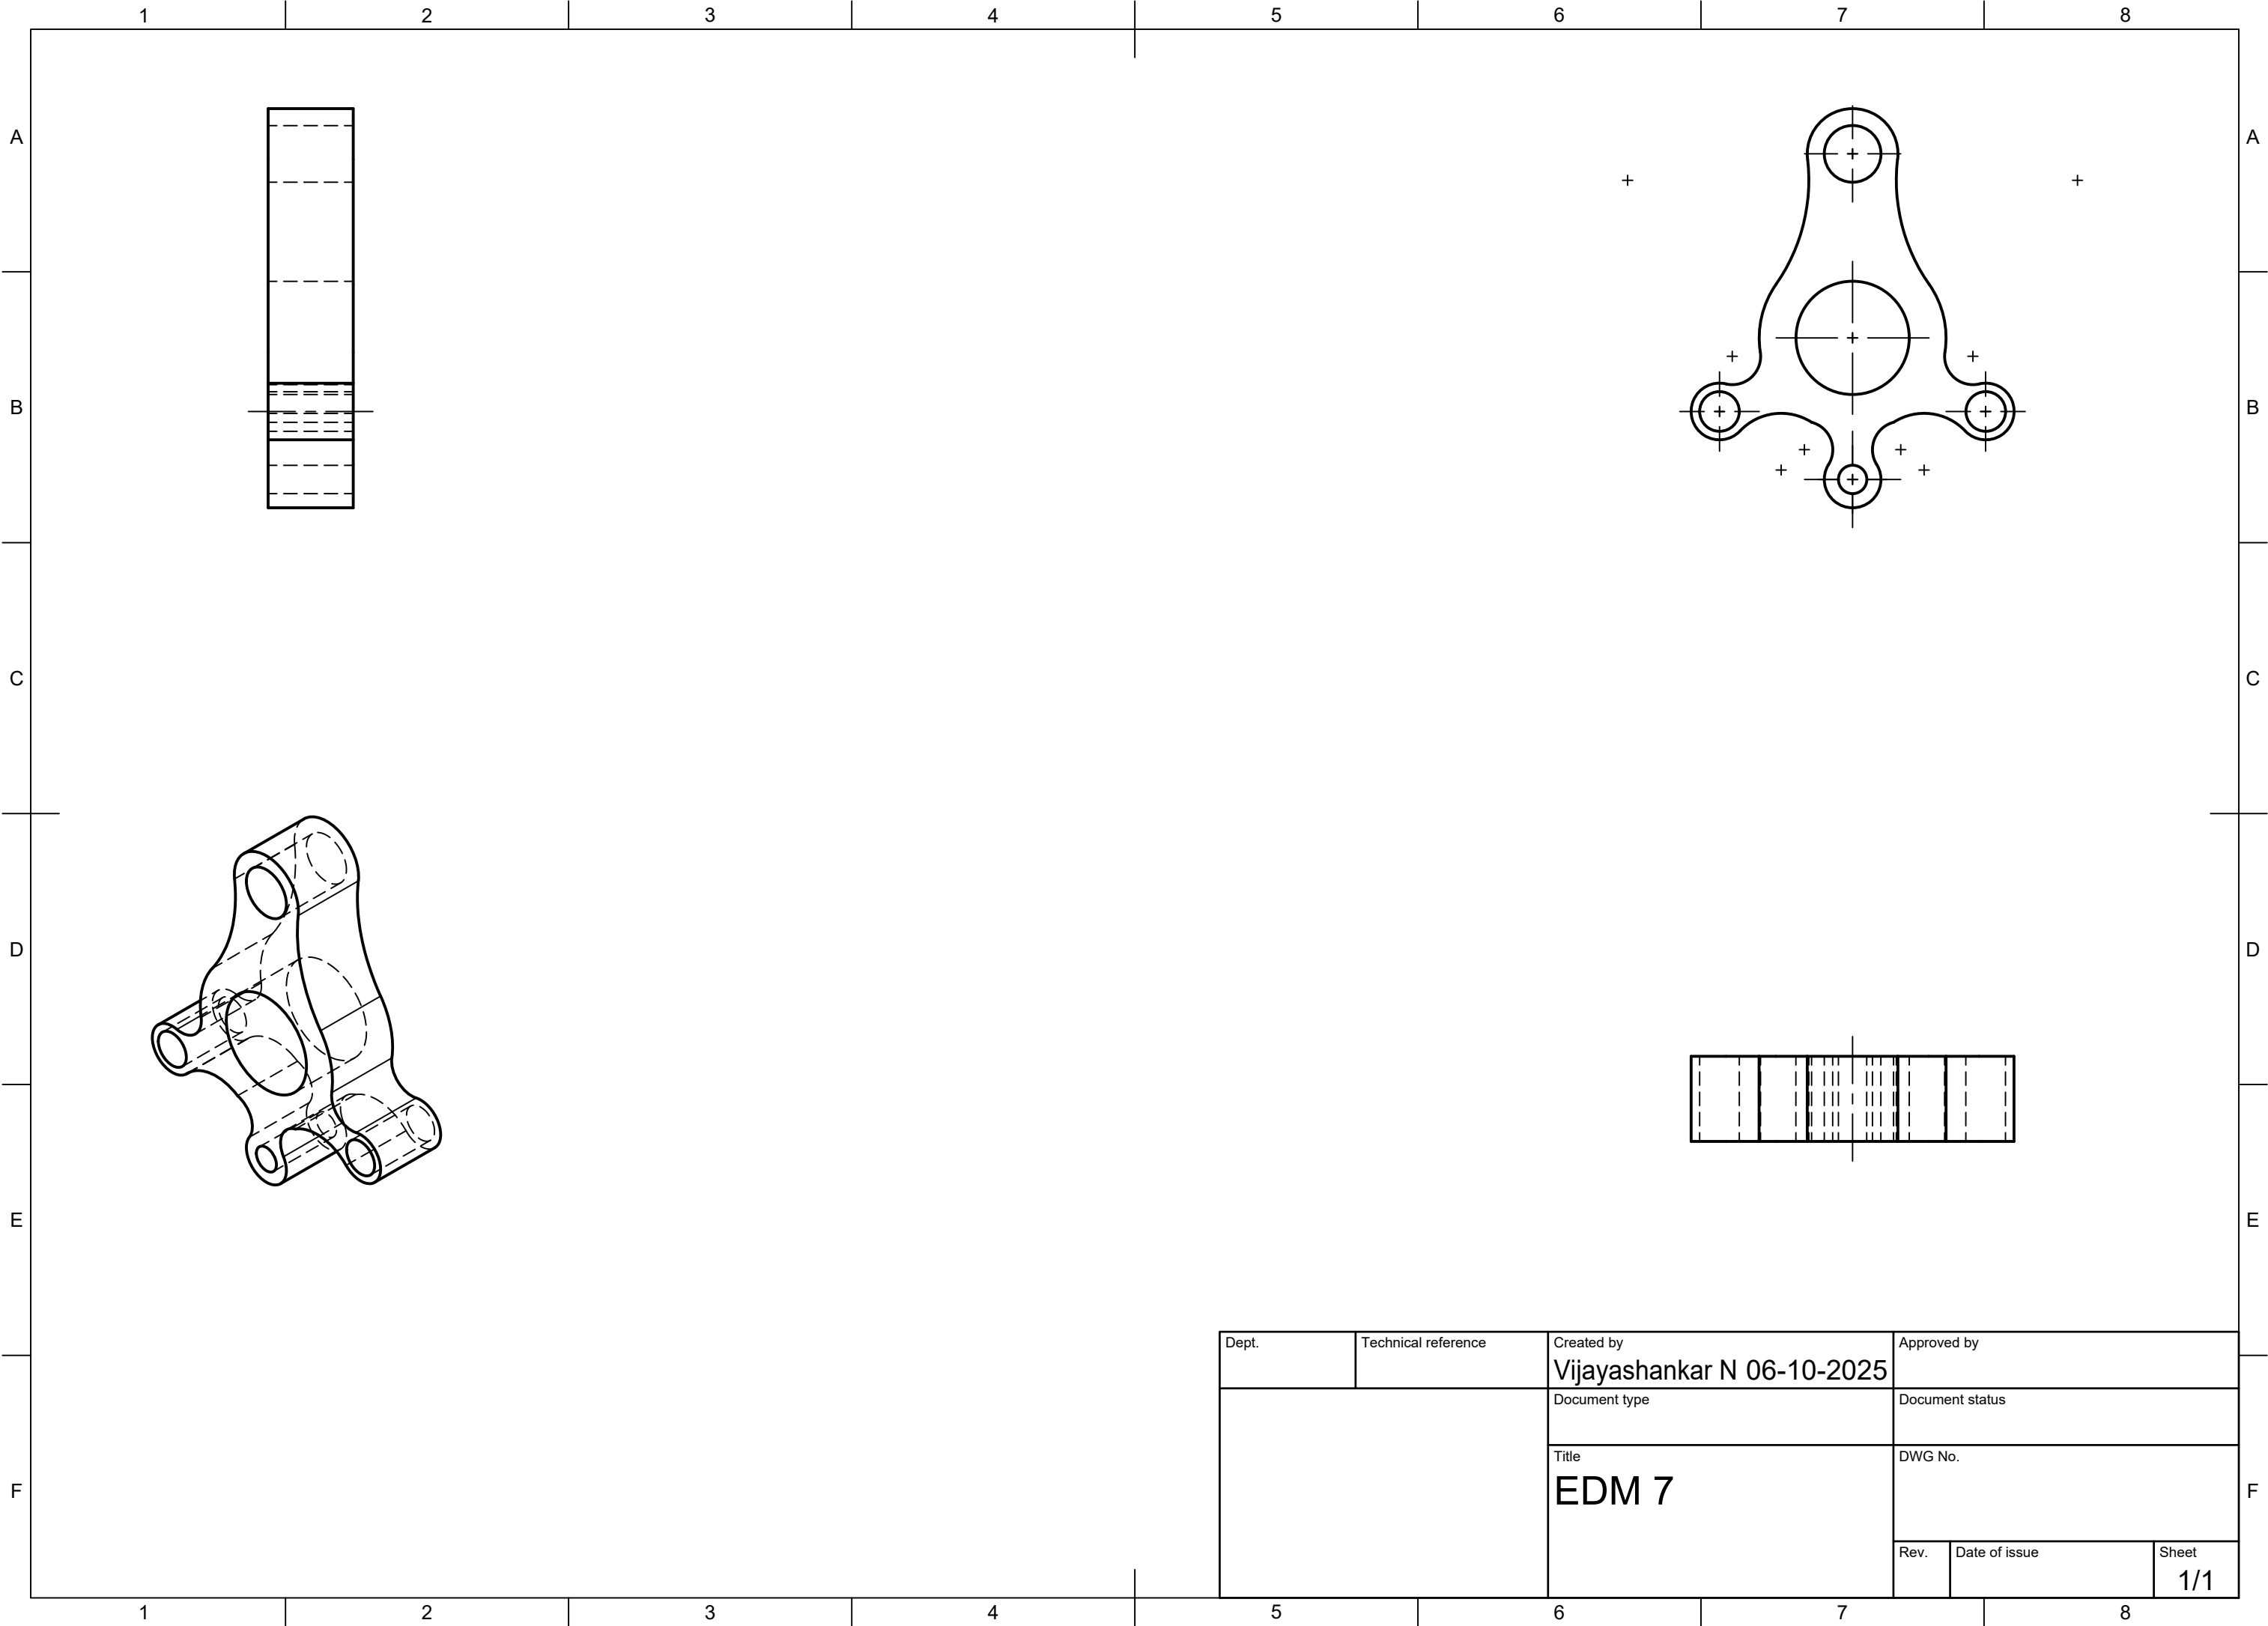 1 2 3 4 5 6 7 8
A A
B B
C C
D D
E E
F F
Dept. Technical reference Created by Approved by
Vijayashankar N 06-10-2025
Document type Document status
Title DWG No.
EDM 7
Rev. Date of issue Sheet
1/1
1 2 3 4 5 6 7 8